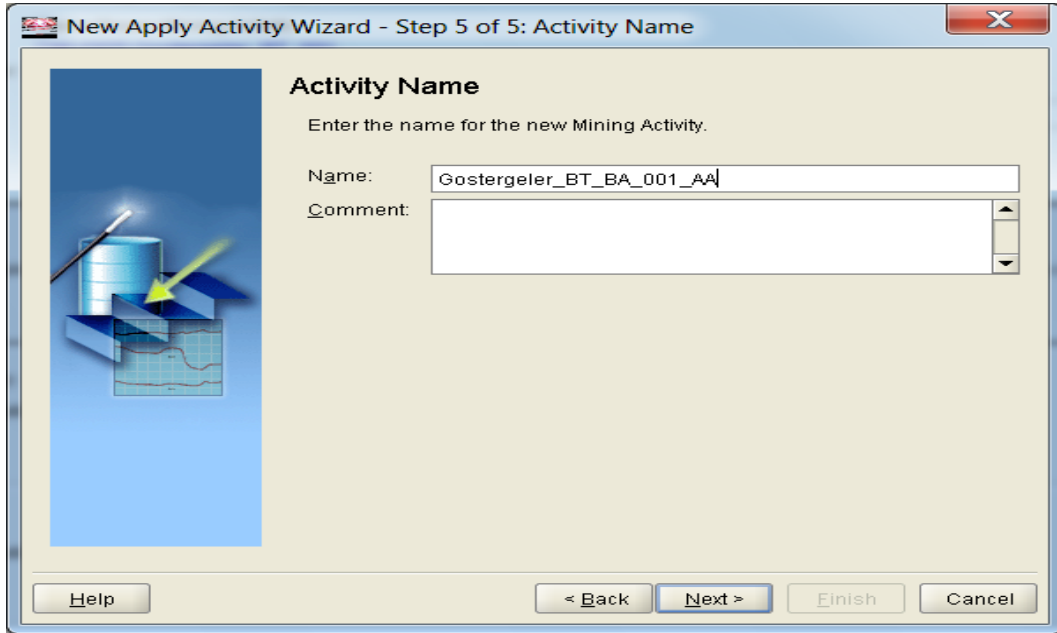 New Apply Activity Wizard - Step 5 of 5: Activity Name
Activity Name
Enter the name for the new Mining Activity.
Name: Gostergeler_BT_BA_001_AA
Comment:
Help < Back Next > Finish Cancel